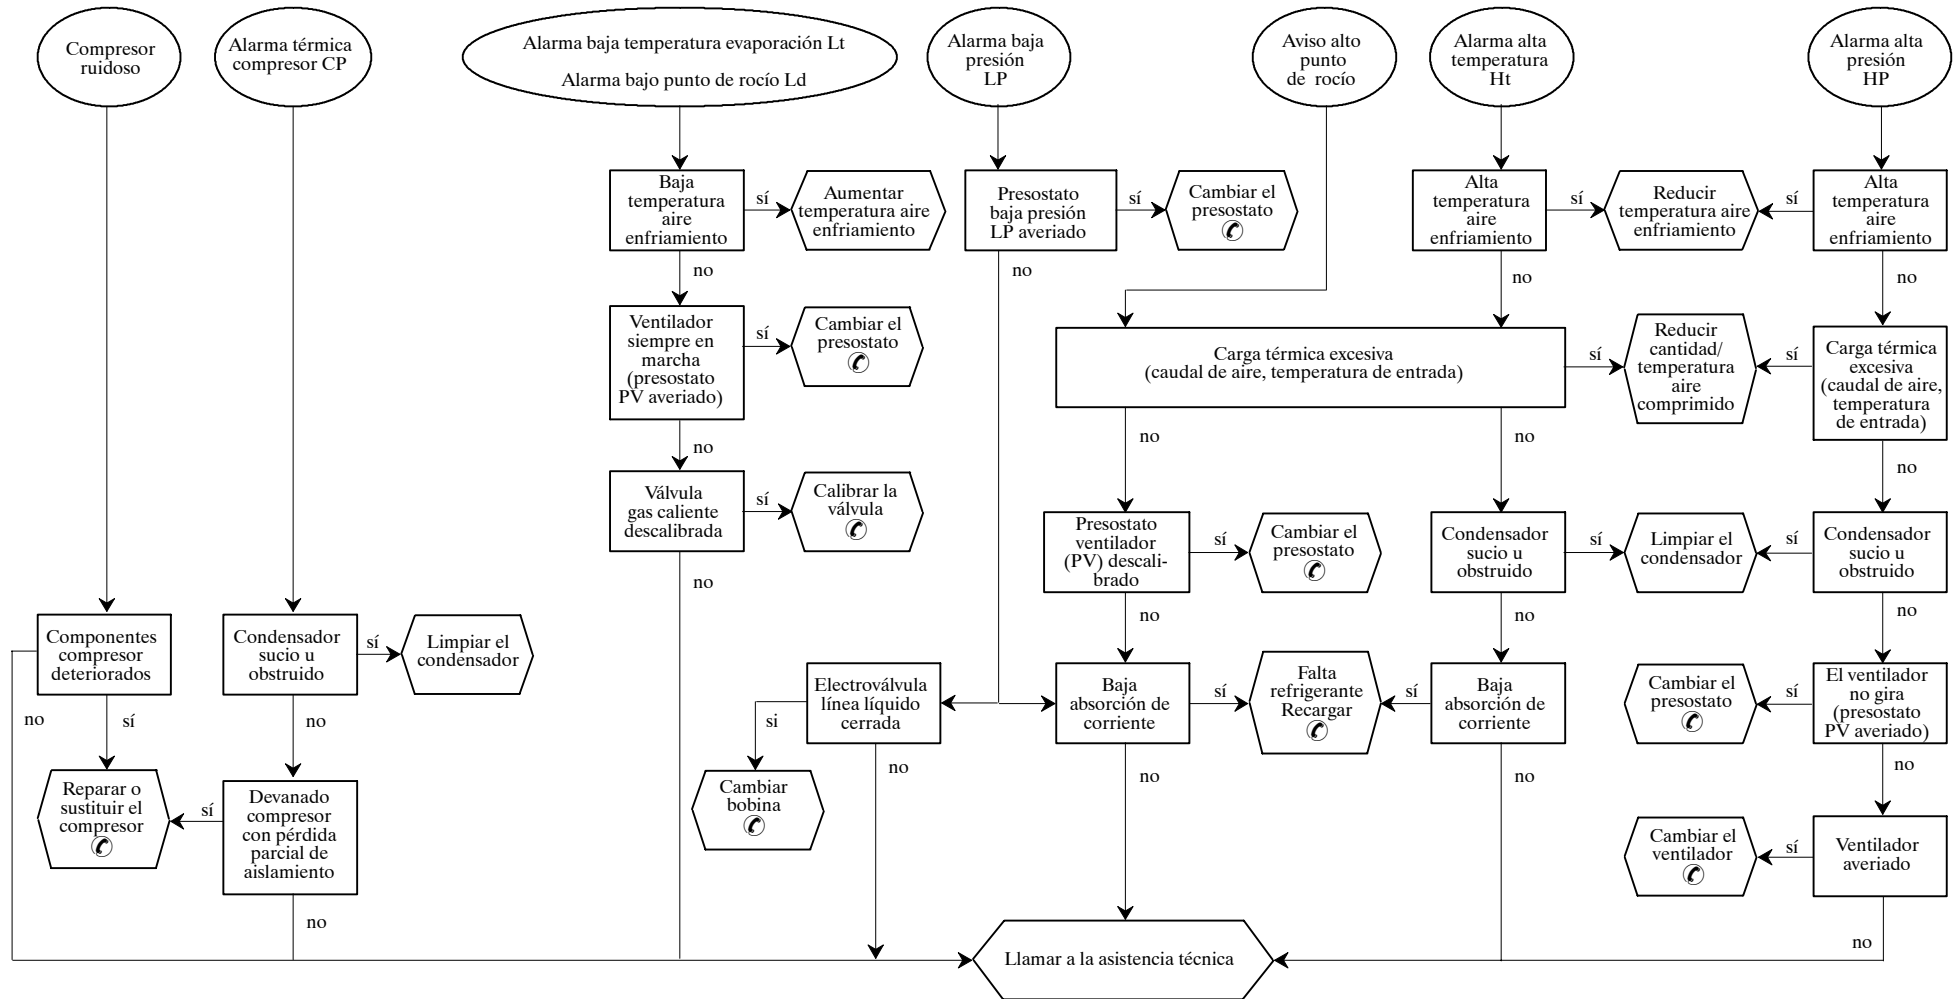 Compresor
ruidoso
Alarma térmica
compresor CP
Alarma baja temperatura evaporación Lt
Alarma bajo punto de rocío Ld
Alarma baja
presión
LP
Aviso alto
punto
de rocío
Alarma alta
temperatura
Ht
Alarma alta
presión
HP
Baja
temperatura
aire
enfriamiento
sí
Aumentar
temperatura aire
enfriamiento
Presostato
baja presión
LP averiado
sí
Cambiar el
presostato
Alta
temperatura
aire
enfriamiento
sí
Reducir
temperatura aire
enfriamiento
sí
Alta
temperatura
aire
enfriamiento
no
no
no
no
Ventilador
siempre en
marcha
(presostato
PV averiado)
sí
Cambiar el
presostato
Carga térmica excesiva
(caudal de aire, temperatura de entrada)
sí
Reducir
cantidad/
temperatura
aire
comprimido
sí
Carga térmica
excesiva
(caudal de aire,
temperatura
de entrada)
no
no
no
no
Válvula
gas caliente
descalibrada
sí
Calibrar la
válvula
Presostato
ventilador
(PV) descali-
brado
sí
Cambiar el
presostato
Condensador
sucio u
obstruido
sí
Limpiar el
condensador
sí
Condensador
sucio u
obstruido
no
no
no
no
Componentes
compresor
deteriorados
Condensador
sucio u
obstruido
sí
Limpiar el
condensador
Electroválvula
línea líquido
cerrada
Baja
absorción de
corriente
sí
Falta
refrigerante
Recargar
sí
Baja
absorción de
corriente
Cambiar el
presostato
sí
El ventilador
no gira
(presostato
PV averiado)
no
sí
no
si
no
no
no
no
Reparar o
sustituir el
compresor
sí
Devanado
compresor
con pérdida
parcial de
aislamiento
Cambiar
bobina
Cambiar el
ventilador
sí
Ventilador
averiado
no
no
Llamar a la asistencia técnica